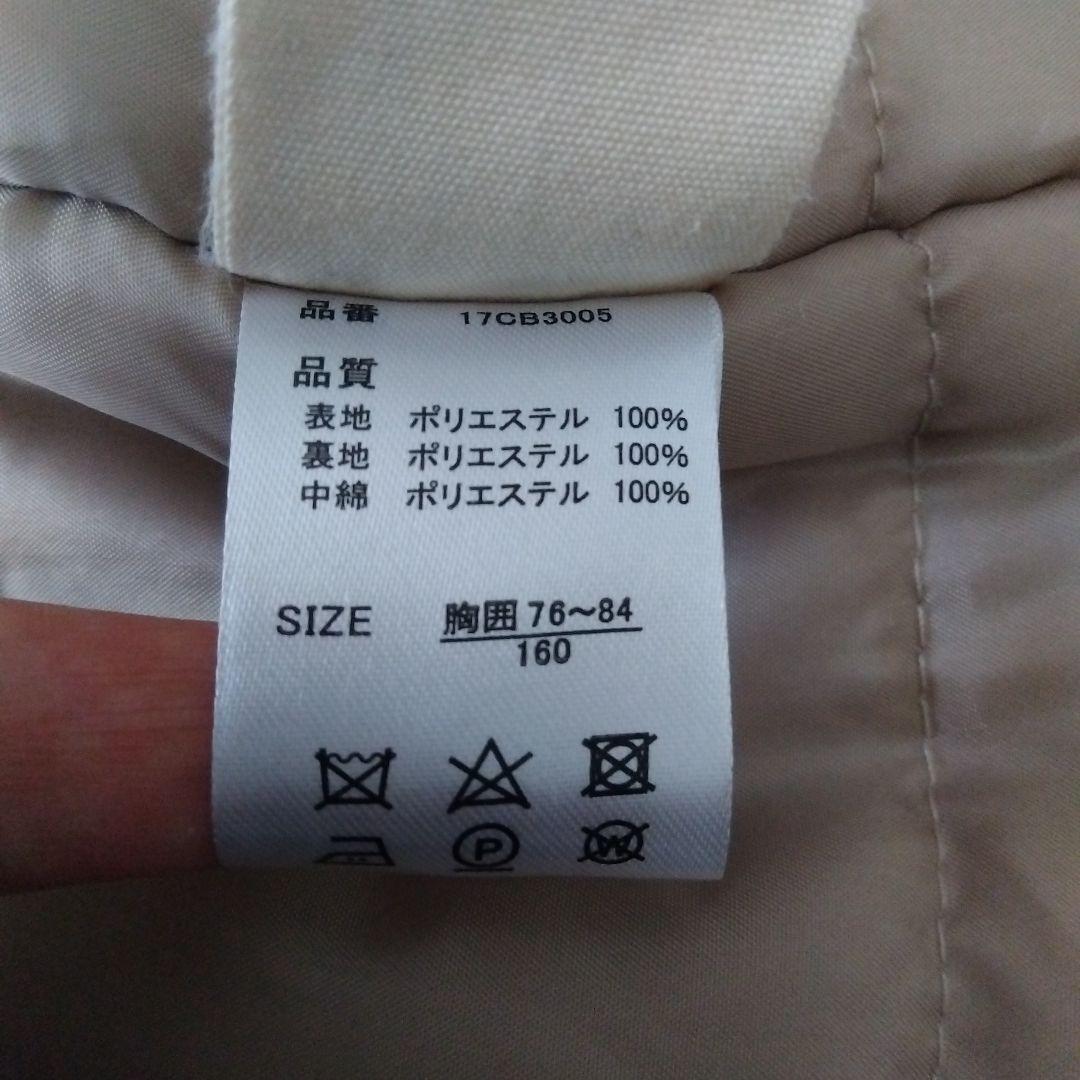 品番 17CB3005
品質
表地 ポリエステル 100%
裏地 ポリエステル 100%
中綿 ポリエステル 100%
SIZE 胸囲 76～84
160
P W